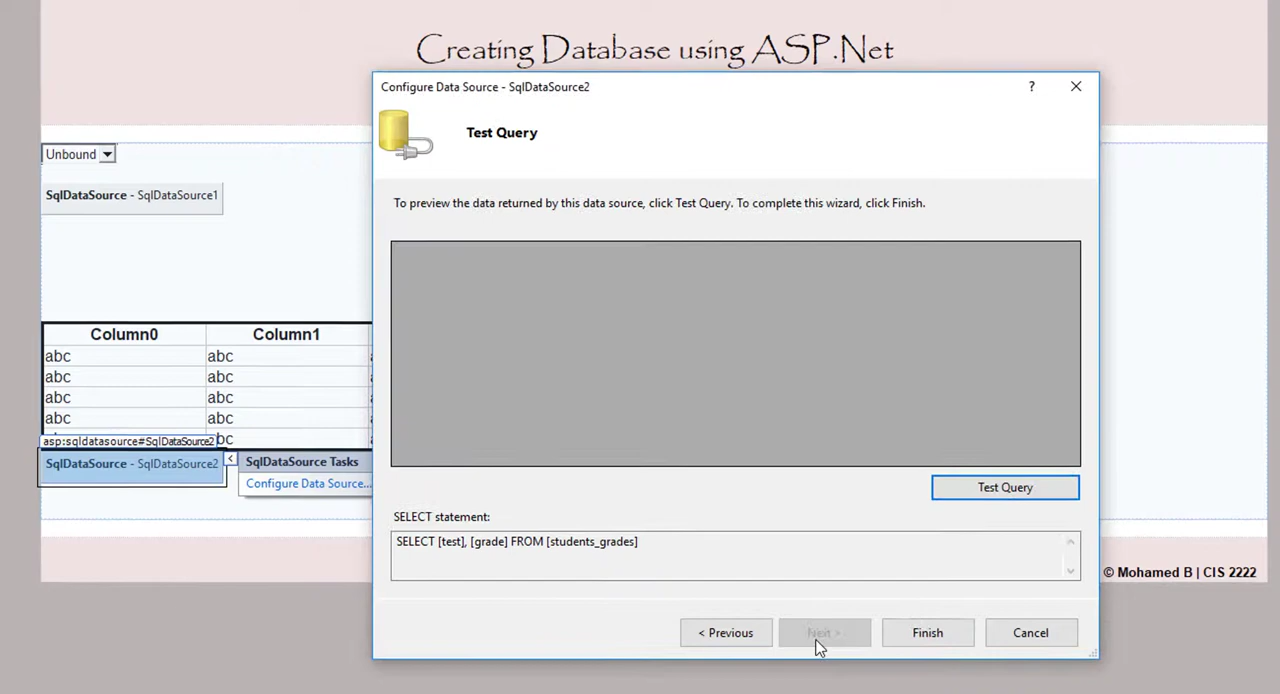 Creating Database using ASP.Net
Configure Data Source - SqlDataSource2
?
Test Query
Unbound
SqlDataSource - SqlDataSource1
To preview the data returned by this data source, click Test Query. To complete this wizard, click Finish.
Column0 Column1
abc abc
abc abc
abc abc
abc abc
bc
asp:sqldatasource#SqlDataSource2
SqlDataSource - SqlDataSource2
SqlDataSource Tasks
Configure Data Source...
Test Query
SELECT statement:
SELECT [test], [grade] FROM [students_grades]
© Mohamed B | CIS 2222
< Previous Next > Finish Cancel